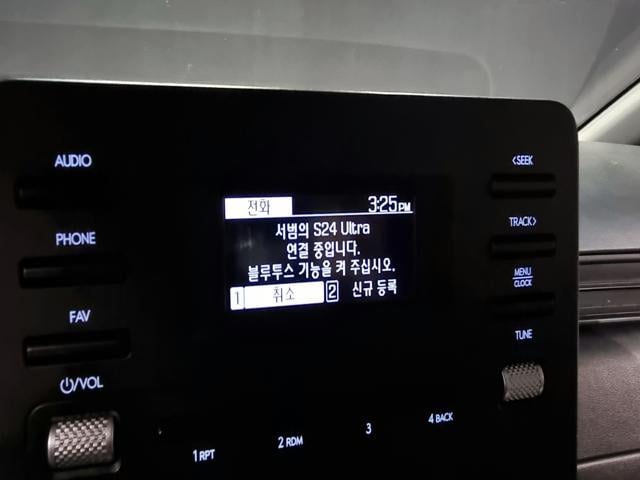 AUDIO
<SEEK
전화 3:25PM
서범의 S24 Ultra
연결 중입니다.
블루투스 기능을 켜 주십시오.
1 취소 2 신규 등록
PHONE
TRACK>
FAV
MENU
CLOCK
/VOL
TUNE
1 RPT 2 RDM 3 4 BACK